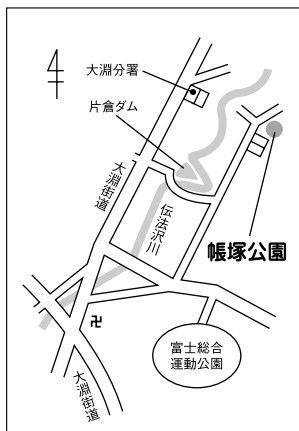 大淵分署
片倉ダム
大淵街道
伝法沢川
帳塚公園
卍
富士総合
運動公園
大淵街道